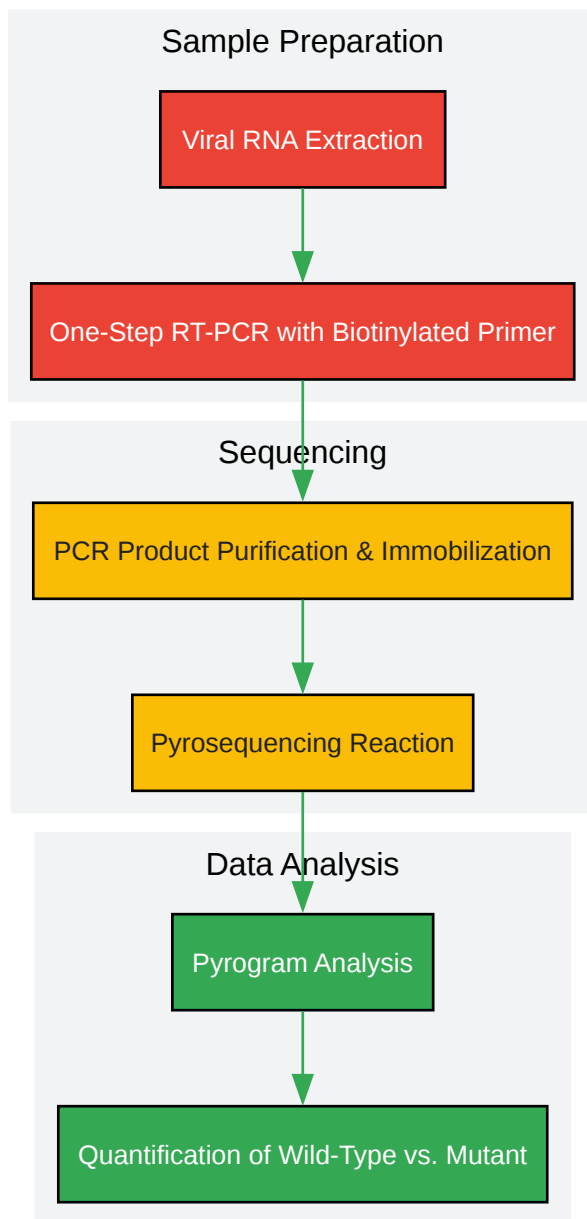 Sample Preparation
Viral RNA Extraction
One-Step RT-PCR with Biotinylated Primer
Sequencing
PCR Product Purification & Immobilization
Pyrosequencing Reaction
Data Analysis
Pyrogram Analysis
Quantification of Wild-Type vs. Mutant